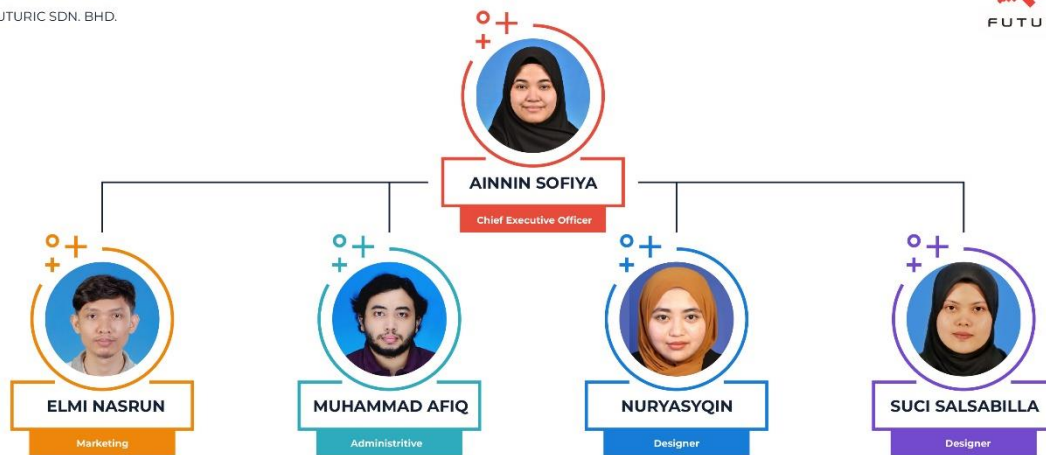 UTURIC SDN. BHD.
FUTU
AINNIN SOFIYA
Chief Executive Officer
ELMI NASRUN
MUHAMMAD AFIQ
NURYASYQIN
SUCI SALSABILLA
Marketing
Administritive
Designer
Designer